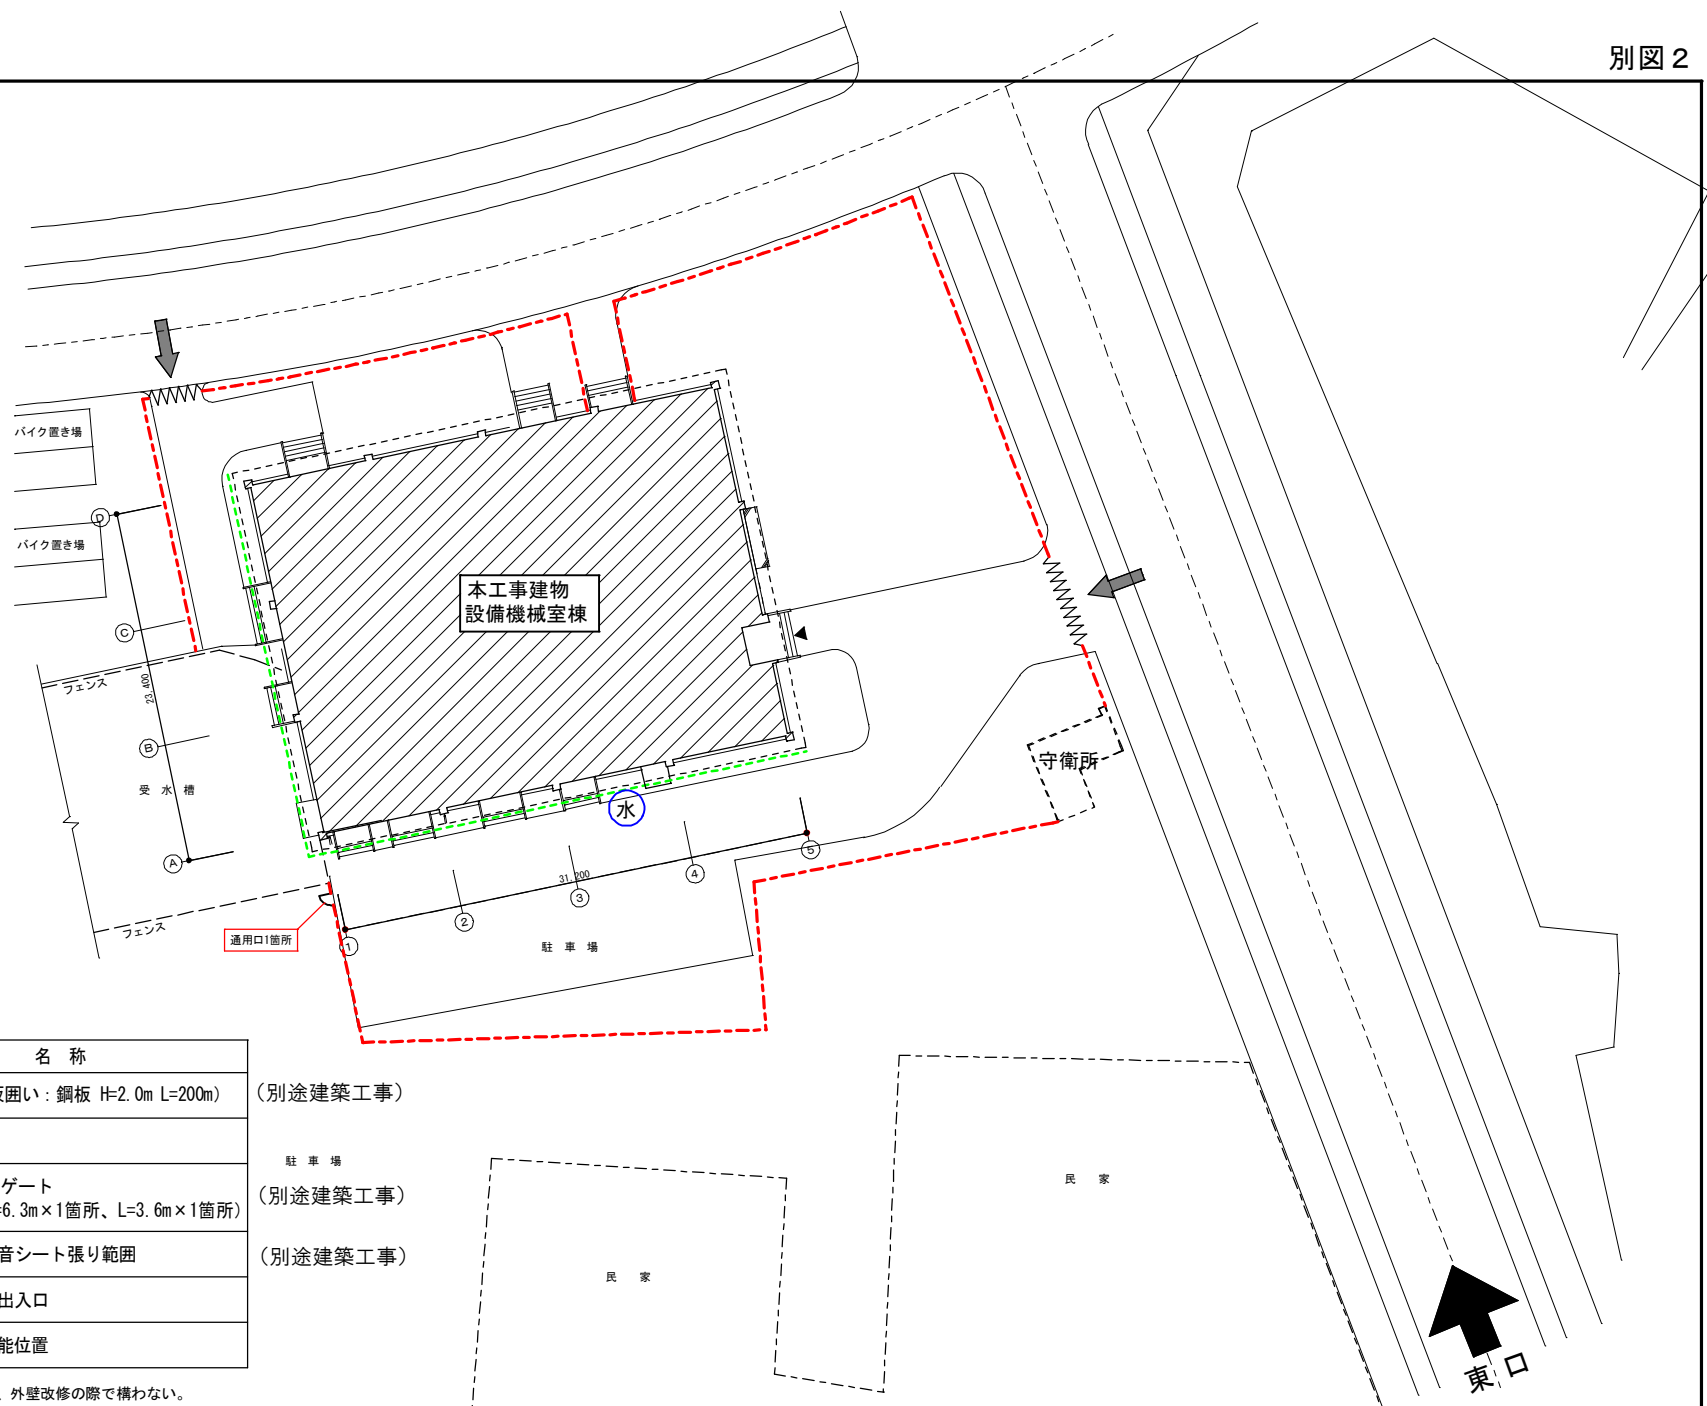 別図２
バイク置き場
バイク置き場
D
C
B
A
23,400
フェンス
受 水 槽
フェンス
本工事建物
設備機械室棟
守衛所
水
1
2
3
4
5
31,200
通用口1箇所
駐 車 場
名 称
囲い：鋼板 H=2.0m L=200m）
（別途建築工事）
ゲート
=6.3m×1箇所、L=3.6m×1箇所）
（別途建築工事）
音シート張り範囲
（別途建築工事）
出入口
能位置
外壁改修の際で構わない。
駐 車 場
民 家
民 家
東 口